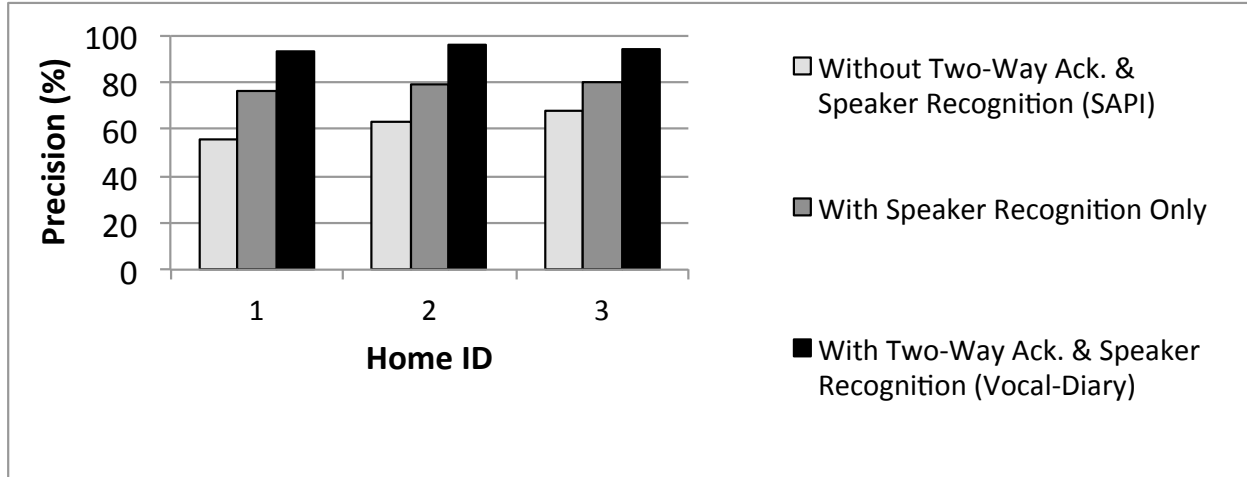 100
80
60
40
20
0
Precision (%)
1 2 3
Home ID
Without Two-Way Ack. &
Speaker Recognition (SAPI)
With Speaker Recognition Only
With Two-Way Ack. & Speaker
Recognition (Vocal-Diary)